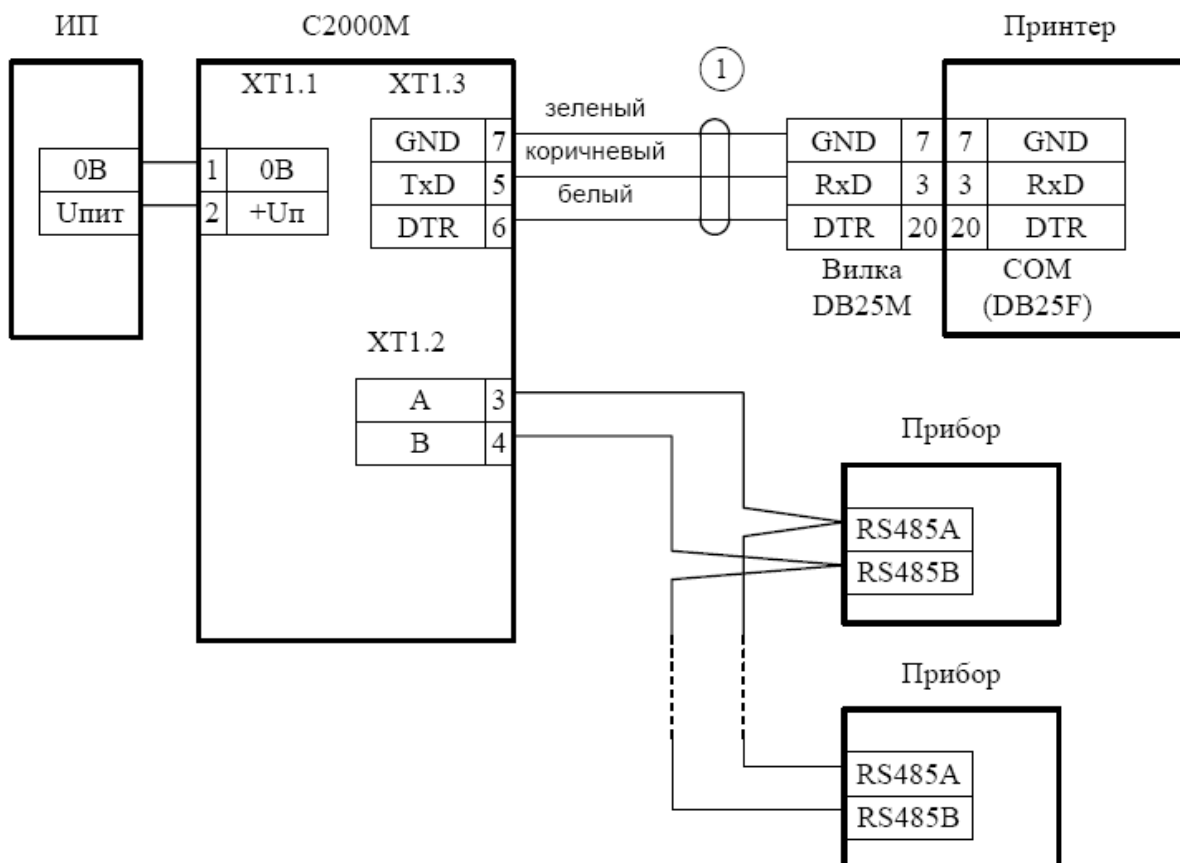 ИП
С2000М
Принтер
XT1.1
XT1.3
1
зеленый
GND 7
GND 7
7 GND
коричневый
0В
1 0В
TxD 5
RxD 3
3 RxD
белый
Uпит
2 +Uп
DTR 6
DTR 20
20 DTR
Вилка
DB25M
COM
(DB25F)
XT1.2
A 3
B 4
Прибор
RS485A
RS485B
Прибор
RS485A
RS485B